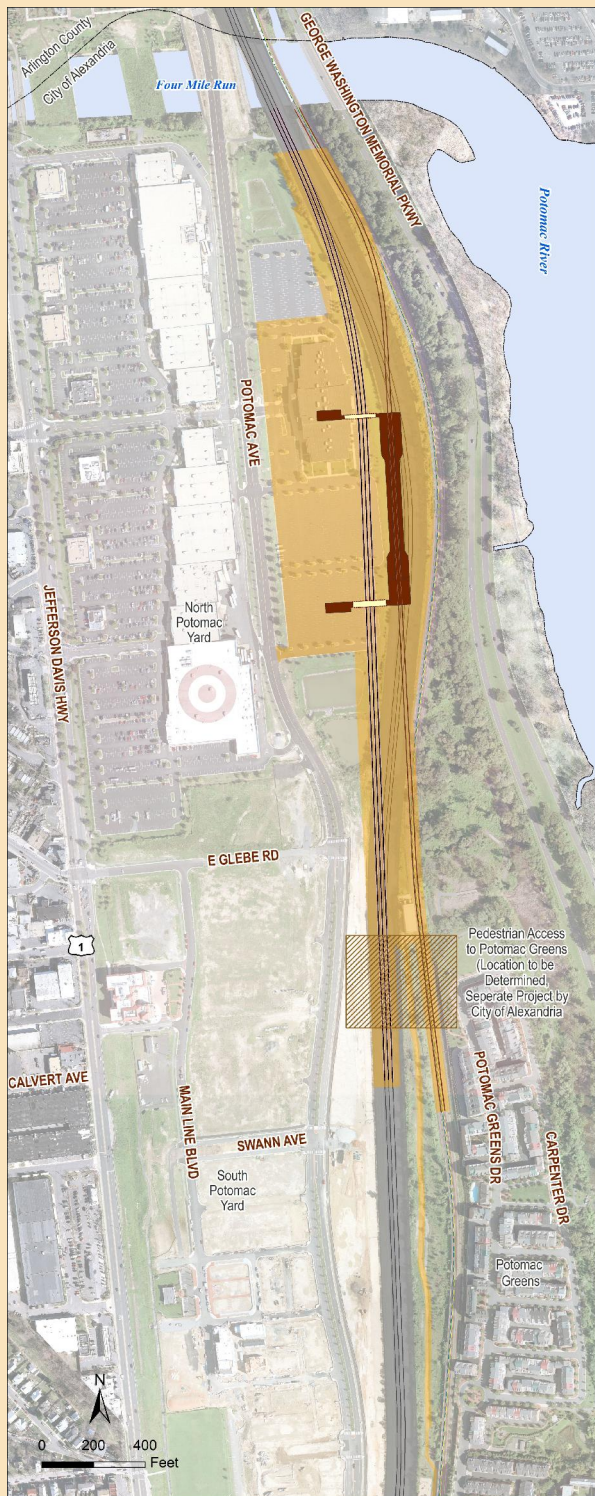 Arlington County
City of Alexandria
Four Mile Run
GEORGE WASHINGTON MEMORIAL PKWY
Potomac River
POTOMAC AVE
JEFFERSON DAVIS HWY
North
Potomac
Yard
E GLEBE RD
1
Pedestrian Access
to Potomac Greens
(Location to be
Determined,
Seperate Project by
City of Alexandria
CALVERT AVE
MAIN LINE BLVD
SWANN AVE
POTOMAC GREENS DR
CARPENTER DR
South
Potomac
Yard
Potomac
Greens
N
0 200 400
Feet